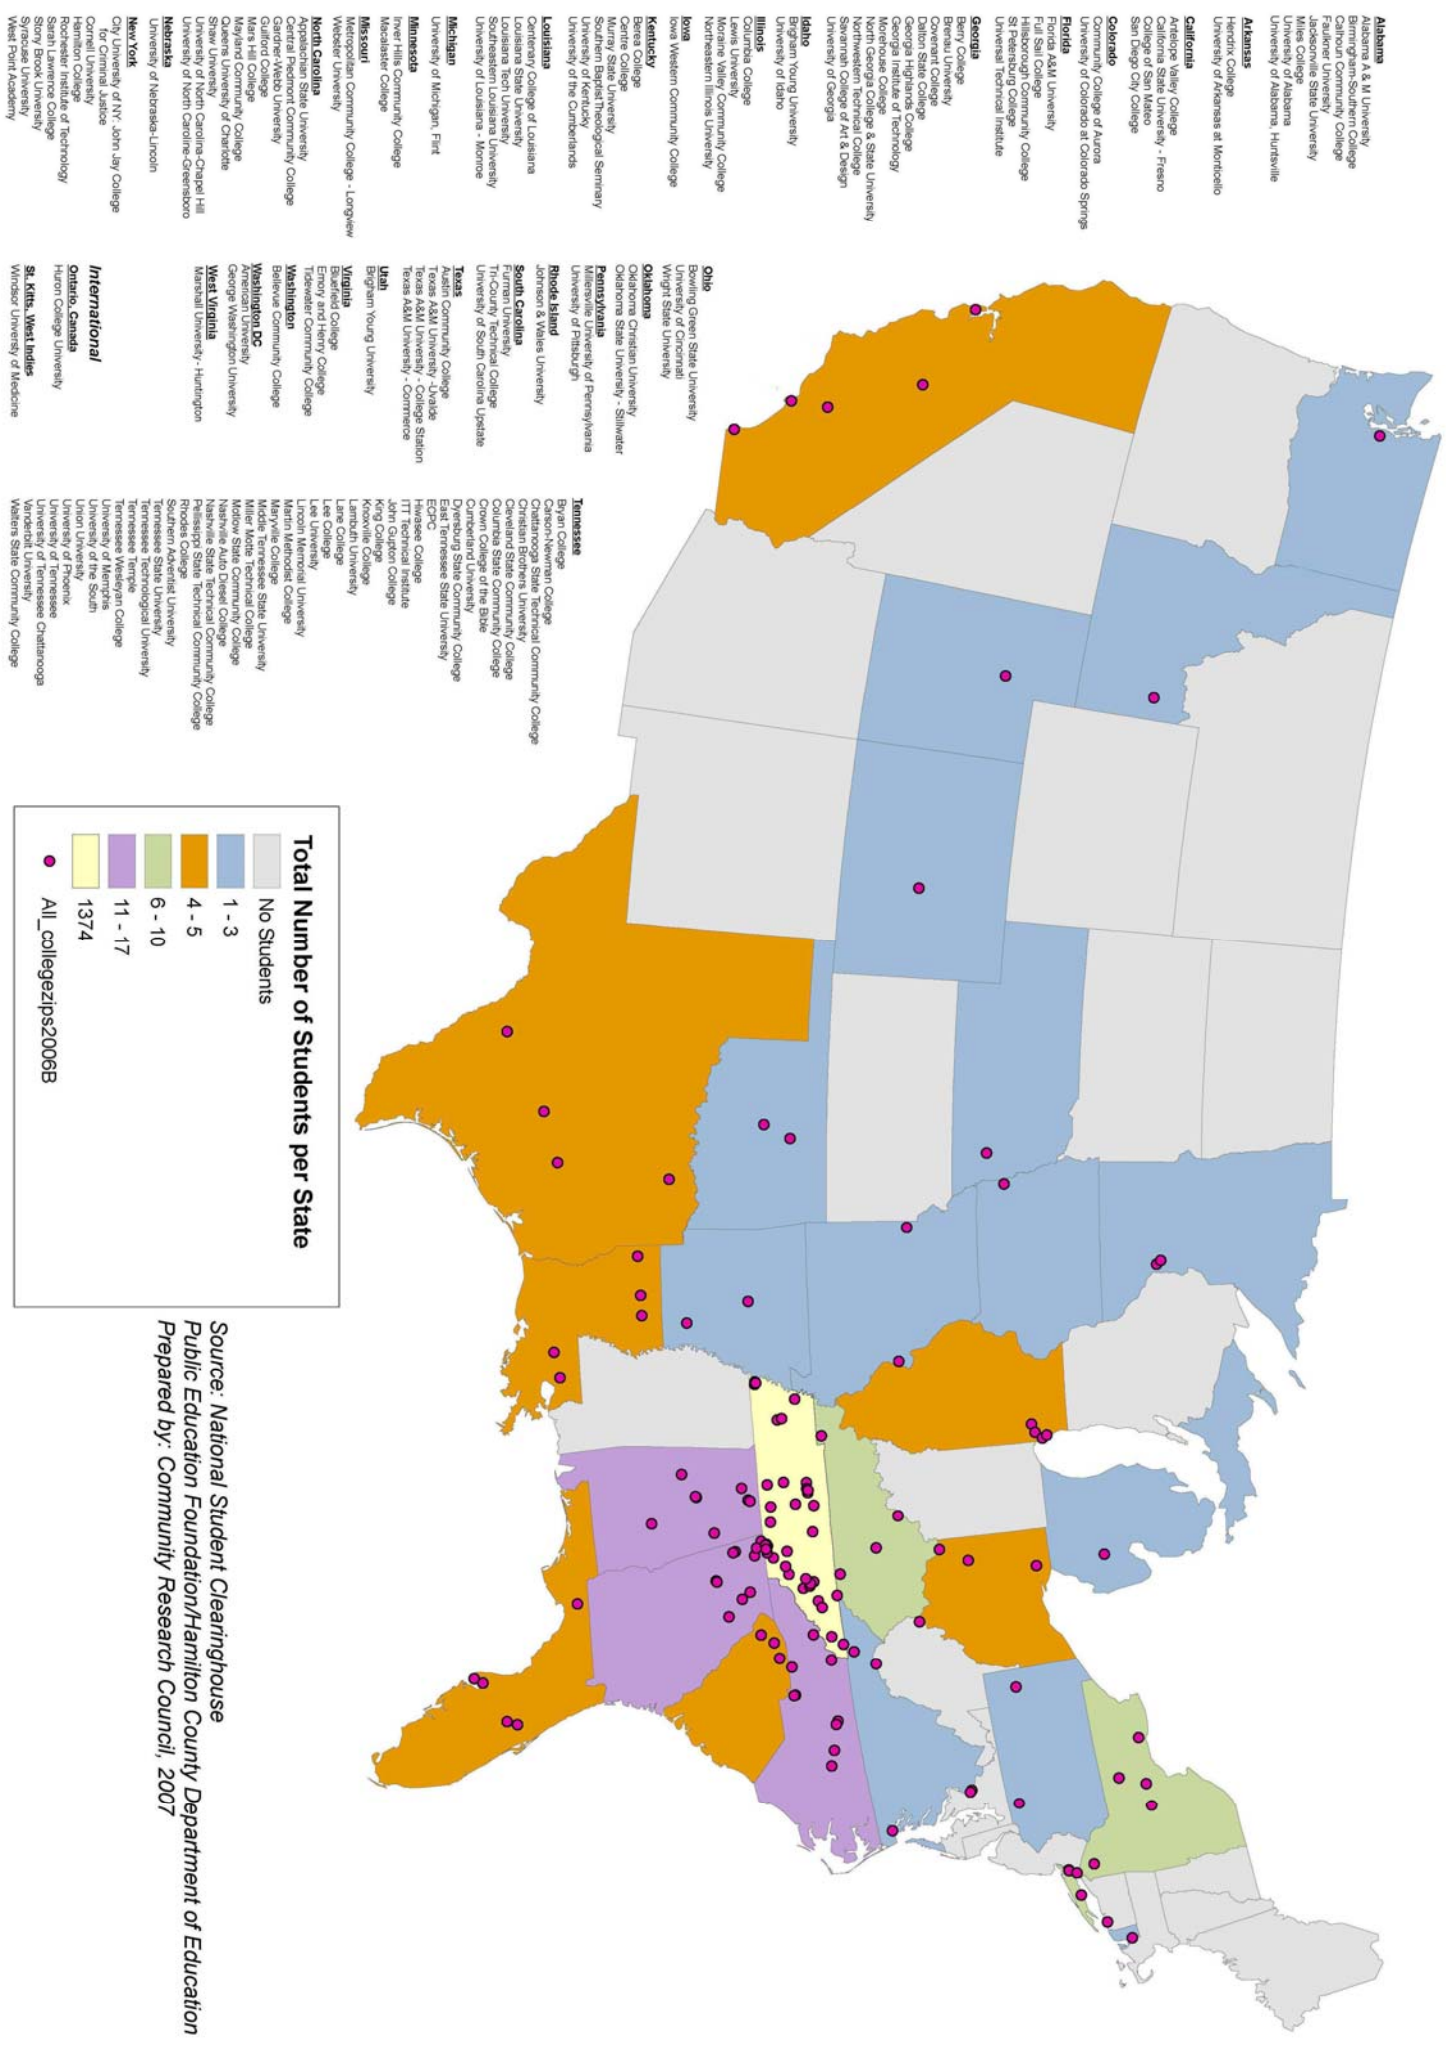 Alabama
Alabama A & M University
Birmingham-Southern College
Calhoun Community College
Faulkner University
Jacksonville State University
Miles College
University of Alabama
University of Alabama, Huntsville
Arkansas
Hendrix College
University of Arkansas at Monticello
California
Antelope Valley College
California State University - Fresno
College of San Mateo
San Diego City College
Colorado
Community College of Aurora
University of Colorado at Colorado Springs
Florida
Florida A&M University
Full Sail College
Hillsborough Community College
St Petersburg College
Universal Technical Institute
Georgia
Berry College
Brenau University
Covenant College
Dalton State College
Georgia Highlands College
Georgia Institute of Technology
Morehouse College
North Georgia College & State University
Northwestern Technical College
Savannah College of Art & Design
University of Georgia
Idaho
Brigham Young University
University of Idaho
Illinois
Columbia College
Lewis University
Moraine Valley Community College
Northeastern Illinois University
Iowa
Iowa Western Community College
Kentucky
Berea College
Centre College
Murray State University
Southern Baptist Theological Seminary
University of Kentucky
University of the Cumberlands
Louisiana
Centenary College of Louisiana
Louisiana State University
Louisiana Tech University
Southeastern Louisiana University
University of Louisiana - Monroe
Michigan
University of Michigan, Flint
Minnesota
Inver Hills Community College
Macalaster College
Missouri
Metropolitan Community College - Longview
Webster University
North Carolina
Appalachian State University
Central Piedmont Community College
Gardner-Webb University
Guilford College
Mars Hill College
Mayland Community College
Queens University of Charlotte
Shaw University
University of North Carolina-Chapel Hill
University of North Caroline-Greensboro
Nebraska
University of Nebraska-Lincoln
New York
City University of NY: John Jay College
for Criminal Justice
Cornell University
Hamilton College
Rochester Institute of Technology
Sarah Lawrence College
Stony Brook University
Syracuse University
West Point Academy
Ohio
Bowling Green State University
University of Cincinnati
Wright State University
Oklahoma
Oklahoma Christian University
Oklahoma State University - Stillwater
Pennsylvania
Millersville University of Pennsylvania
University of Pittsburgh
Rhode Island
Johnson & Wales University
South Carolina
Furman University
Tri-County Technical College
University of South Carolina Upstate
Texas
Austin Community College
Texas A&M University -Uvalde
Texas A&M University - College Station
Texas A&M University - Commerce
Utah
Brigham Young University
Virginia
Bluefield College
Emory and Henry College
Tidewater Community College
Washington
Bellevue Community College
Washington DC
American University
George Washington University
West Virginia
Marshall University - Huntington
International
Ontario, Canada
Huron College University
St. Kitts, West Indies
Windsor University of Medicine
Tennessee
Bryan College
Carson-Newman College
Chattanooga State Technical Community College
Christian Brothers University
Cleveland State Community College
Columbia State Community College
Crown College of the Bible
Cumberland University
Dyersburg State Community College
East Tennessee State University
ECPC
Hiwasee College
ITT Technical Institute
John Gupton College
King College
Knoxville College
Lambuth University
Lane College
Lee College
Lee University
Lincoln Memorial University
Martin Methodist College
Maryville College
Middle Tennessee State University
Miller Motte Technical College
Motlow State Community College
Nashville Auto Diesel College
Nashville State Technical Community College
Pellissippi State Technical Community College
Rhodes College
Southern Adventist University
Tennessee State University
Tennessee Technological University
Tennessee Temple
Tennessee Wesleyan College
University of Memphis
University of the South
Union University
University of Phoenix
University of Tennessee
University of Tennessee Chattanooga
Vanderbilt University
Walters State Community College
Total Number of Students per State
No Students
1 - 3
4 - 5
6 - 10
11 - 17
1374
All_collegezips2006B
Source: National Student Clearinghouse
Public Education Foundation/Hamilton County Department of Education
Prepared by: Community Research Council, 2007